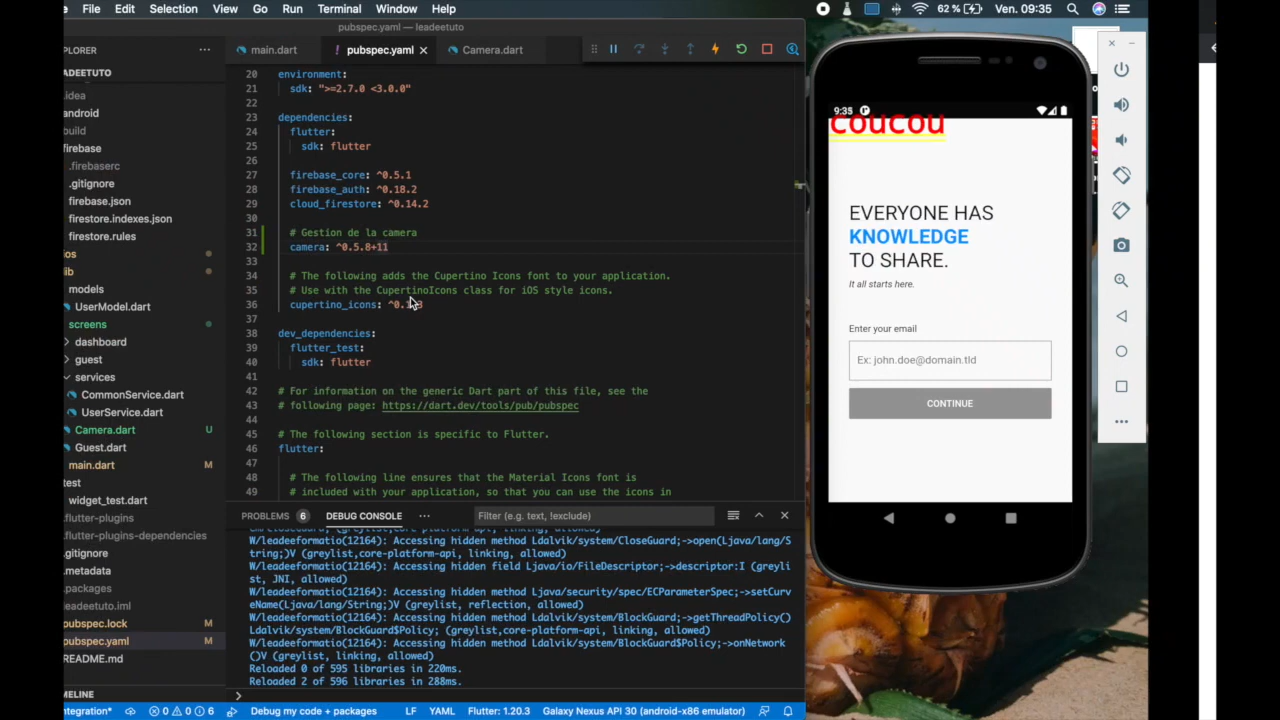 File Edit Selection View Go Run Terminal Window Help
62 % Ven. 09:35
pubspec.yaml — leadeetuto
PLORER
main.dart
pubspec.yaml
Camera.dart
LEADEETUTO
.idea
android
build
firebase
.firebaserc
.gitignore
firebase.json
firestore.indexes.json
firestore.rules
ios
lib
models
UserModel.dart
screens
dashboard
guest
services
CommonService.dart
UserService.dart
Camera.dart U
Guest.dart
main.dart M
test
widget_test.dart
.flutter-plugins
.flutter-plugins-dependencies
.gitignore
.metadata
.packages
leadeetuto.iml
pubspec.lock M
pubspec.yaml M
README.md
MELINE
20 environment:
21 sdk: ">=2.7.0 <3.0.0"
22
23 dependencies:
24 flutter:
25 sdk: flutter
26
27 firebase_core: ^0.5.1
28 firebase_auth: ^0.18.2
29 cloud_firestore: ^0.14.2
30
31 # Gestion de la camera
32 camera: ^0.5.8+11
33
34 # The following adds the Cupertino Icons font to your application.
35 # Use with the CupertinoIcons class for iOS style icons.
36 cupertino_icons:
37
38 dev_dependencies:
39 flutter_test:
40 sdk: flutter
41
42 # For information on the generic Dart part of this file, see the
43 # following page: https://dart.dev/tools/pub/pubspec
44
45 # The following section is specific to Flutter.
46 flutter:
47
48 # The following line ensures that the Material Icons font is
49 # included with your application, so that you can use the icons in
PROBLEMS 6 DEBUG CONSOLE Filter (e.g. text, !exclude)
W/leadeeformatio(12164): Accessing hidden method Ldalvik/system/CloseGuard;->open(Ljava/lang/S
tring;)V (greylist,core-platform-api, linking, allowed)
W/leadeeformatio(12164): Accessing hidden field Ljava/io/FileDescriptor;->descriptor:I (greyli
st, JNI, allowed)
W/leadeeformatio(12164): Accessing hidden method Ljava/security/spec/ECParameterSpec;->setCurv
eName(Ljava/lang/String;)V (greylist, reflection, allowed)
W/leadeeformatio(12164): Accessing hidden method Ldalvik/system/BlockGuard;->getThreadPolicy()
Ldalvik/system/BlockGuard$Policy; (greylist,core-platform-api, linking, allowed)
W/leadeeformatio(12164): Accessing hidden method Ldalvik/system/BlockGuard$Policy;->onNetwork
()V (greylist, linking, allowed)
Reloaded 0 of 595 libraries in 220ms.
Reloaded 2 of 596 libraries in 288ms.
ntegration* 0 0 6 Debug my code + packages LF YAML Flutter: 1.20.3 Galaxy Nexus API 30 (android-x86 emulator)
9:35
coucou
EVERYONE HAS
KNOWLEDGE
TO SHARE.
It all starts here.
Enter your email
Ex: john.doe@domain.tld
CONTINUE